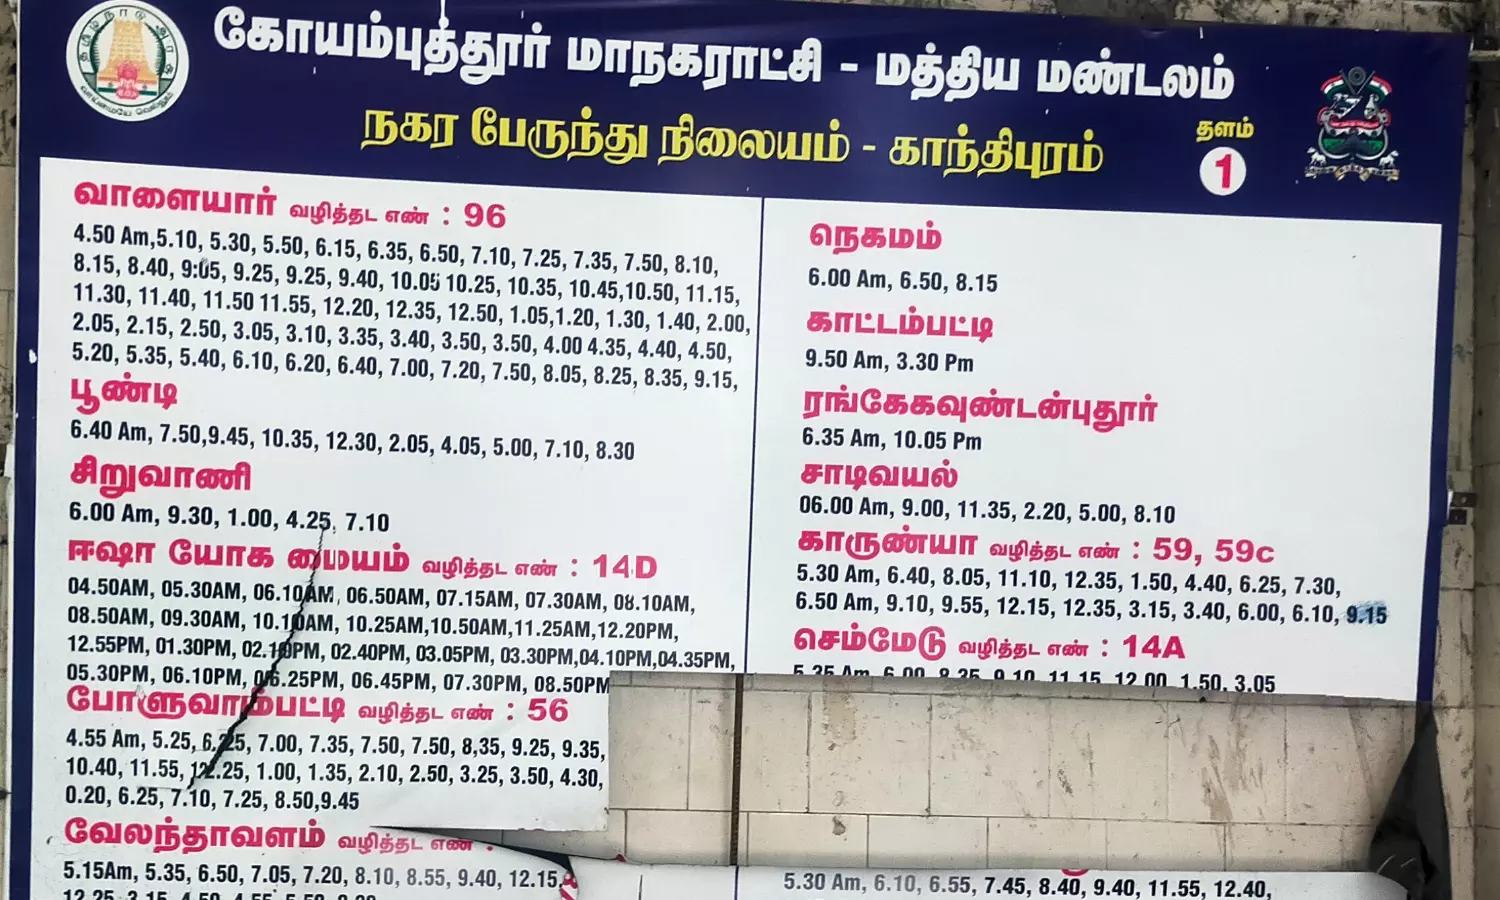 கோயம்புத்தூர் மாநகராட்சி - மத்திய மண்டலம்
நகர பேருந்து நிலையம் - காந்திபுரம்
தளம்
1
வாளையார் வழித்தட எண் : 96
4.50 Am,5.10, 5.30, 5.50, 6.15, 6.35, 6.50, 7.10, 7.25, 7.35, 7.50, 8.10,
8.15, 8.40, 9:05, 9.25, 9.25, 9.40, 10.05 10.25, 10.35, 10.45,10.50, 11.15,
11.30, 11.40, 11.50 11.55, 12.20, 12.35, 12.50, 1.05,1.20, 1.30, 1.40, 2.00,
2.05, 2.15, 2.50, 3.05, 3.10, 3.35, 3.40, 3.50, 3.50, 4.00 4.35, 4.40, 4.50,
5.20, 5.35, 5.40, 6.10, 6.20, 6.40, 7.00, 7.20, 7.50, 8.05, 8.25, 8.35, 9.15,
பூண்டி
6.40 Am, 7.50,9.45, 10.35, 12.30, 2.05, 4.05, 5.00, 7.10, 8.30
சிறுவாணி
6.00 Am, 9.30, 1.00, 4.25, 7.10
ஈஷா யோக மையம் வழித்தட எண் : 14D
04.50AM, 05.30AM, 06.10AM, 06.50AM, 07.15AM, 07.30AM, 08.10AM,
08.50AM, 09.30AM, 10.10AM, 10.25AM,10.50AM,11.25AM,12.20PM,
12.55PM, 01.30PM, 02.10PM, 02.40PM, 03.05PM, 03.30PM,04.10PM,04.35PM,
05.30PM, 06.10PM, 06.25PM, 06.45PM, 07.30PM, 08.50PM
போளுவாம்பட்டி வழித்தட எண் : 56
4.55 Am, 5.25, 6.25, 7.00, 7.35, 7.50, 7.50, 8,35, 9.25, 9.35,
10.40, 11.55, 12.25, 1.00, 1.35, 2.10, 2.50, 3.25, 3.50, 4.30,
0.20, 6.25, 7.10, 7.25, 8.50,9.45
வேலந்தாவளம் வழித்தட எண் :
5.15Am, 5.35, 6.50, 7.05, 7.20, 8.10, 8.55, 9.40, 12.15,
நெகமம்
6.00 Am, 6.50, 8.15
காட்டம்பட்டி
9.50 Am, 3.30 Pm
ரங்கேகவுண்டன்புதூர்
6.35 Am, 10.05 Pm
சாடிவயல்
06.00 Am, 9.00, 11.35, 2.20, 5.00, 8.10
காருண்யா வழித்தட எண் : 59, 59c
5.30 Am, 6.40, 8.05, 11.10, 12.35, 1.50, 4.40, 6.25, 7.30,
6.50 Am, 9.10, 9.55, 12.15, 12.35, 3.15, 3.40, 6.00, 6.10, 9.15
செம்மேடு வழித்தட எண் : 14A
5.35 Am, 6.00, 8.25, 9.10, 11.15, 12.00, 1.50, 3.05
5.30 Am, 6.10, 6.55, 7.45, 8.40, 9.40, 11.55, 12.40,